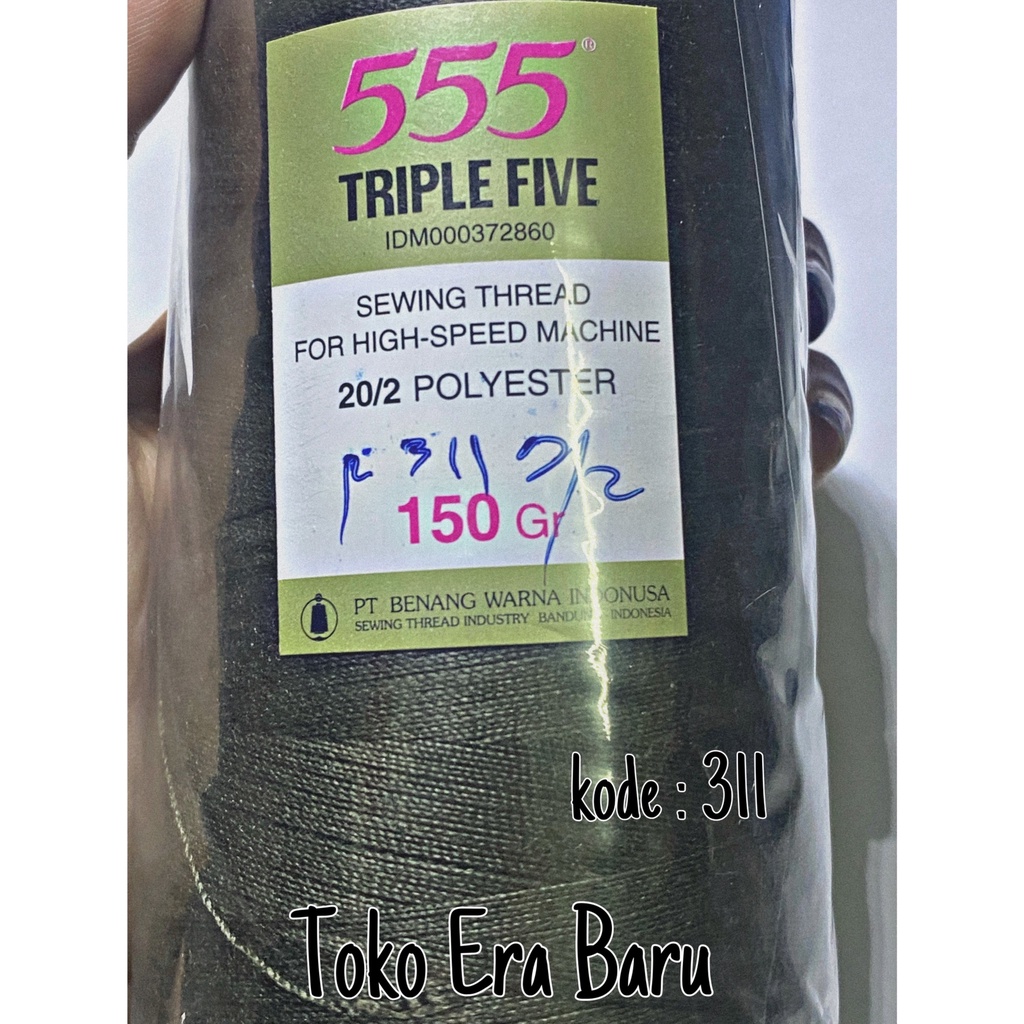 555®
TRIPLE FIVE
IDM000372860
SEWING THREAD
FOR HIGH-SPEED MACHINE
20/2 POLYESTER
311
150 Gr
PT BENANG WARNA INDONUSA
SEWING THREAD INDUSTRY BANDUNG - INDONESIA
kode : 311
Toko Era Baru